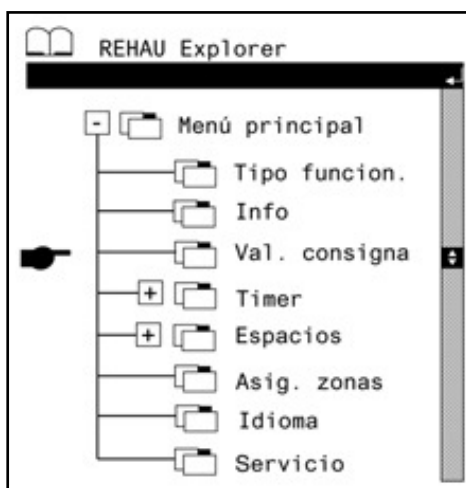 REHAU Explorer
Menú principal
Tipo funcion.
Info
Val. consigna
Timer
Espacios
Asig. zonas
Idioma
Servicio